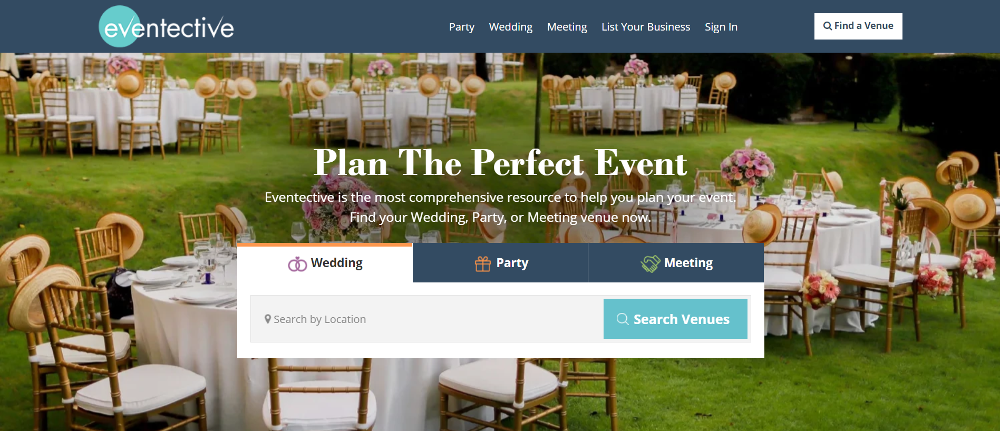 eventective
Party Wedding Meeting List Your Business Sign In
Find a Venue
Plan The Perfect Event
Eventective is the most comprehensive resource to help you plan your event.
Find your Wedding, Party, or Meeting venue now.
Wedding Party Meeting
Search by Location
Search Venues